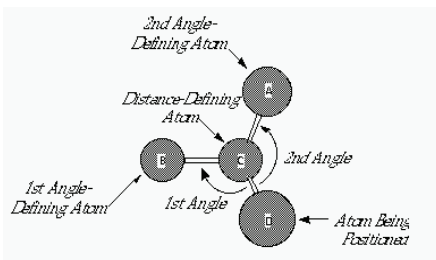 2nd Angle-
Defining Atom
A
Distance-Defining
Atom
B
C
2nd Angle
1st Angle
1st Angle-
Defining Atom
D
Atom Being
Positioned